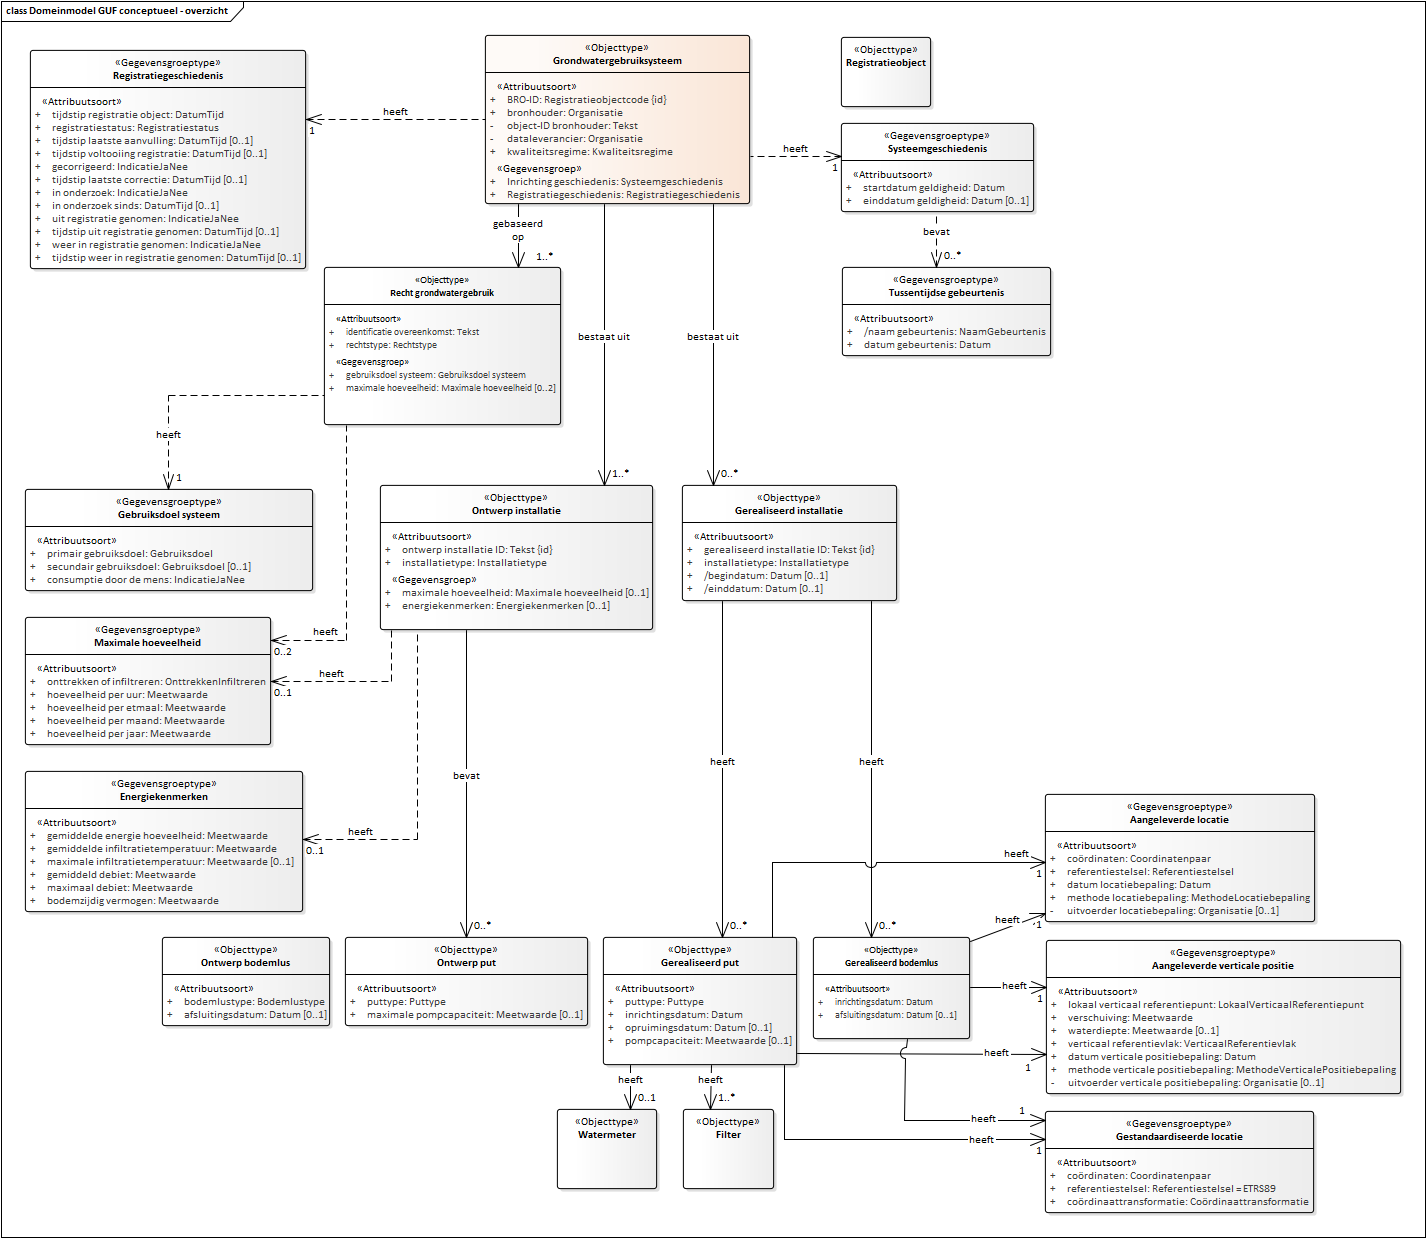 class Domeinmodel GUF conceptueel - overzicht
«Gegevensgroeptype»
Registratiegeschiedenis
«Attribuutsoort»
+ tijdstip registratie object: DatumTijd
+ registratiestatus: Registratiestatus
+ tijdstip laatste aanvulling: DatumTijd [0..1]
+ tijdstip voltooiing registratie: DatumTijd [0..1]
+ gecorrigeerd: IndicatieJaNee
+ tijdstip laatste correctie: DatumTijd [0..1]
+ in onderzoek: IndicatieJaNee
+ in onderzoek sinds: DatumTijd [0..1]
+ uit registratie genomen: IndicatieJaNee
+ tijdstip uit registratie genomen: DatumTijd [0..1]
+ weer in registratie genomen: IndicatieJaNee
+ tijdstip weer in registratie genomen: DatumTijd [0..1]
heeft
1
«Objecttype»
Grondwatergebruiksysteem
«Attribuutsoort»
+ BRO-ID: Registratieobjectcode {id}
+ bronhouder: Organisatie
- object-ID bronhouder: Tekst
- dataleverancier: Organisatie
+ kwaliteitsregime: Kwaliteitsregime
«Gegevensgroep»
+ Inrichting geschiedenis: Systeemgeschiedenis
+ Registratiegeschiedenis: Registratiegeschiedenis
«Objecttype»
Registratieobject
heeft
1
«Gegevensgroeptype»
Systeemgeschiedenis
«Attribuutsoort»
+ startdatum geldigheid: Datum
+ einddatum geldigheid: Datum [0..1]
bevat
0..*
«Gegevensgroeptype»
Tussentijdse gebeurtenis
«Attribuutsoort»
+ /naam gebeurtenis: NaamGebeurtenis
+ datum gebeurtenis: Datum
gebaseerd
op
1..*
«Objecttype»
Recht grondwatergebruik
«Attribuutsoort»
+ identificatie overeenkomst: Tekst
+ rechtstype: Rechtstype
«Gegevensgroep»
+ gebruiksdoel systeem: Gebruiksdoel systeem
+ maximale hoeveelheid: Maximale hoeveelheid [0..2]
bestaat uit
1..*
bestaat uit
0..*
heeft
1
«Gegevensgroeptype»
Gebruiksdoel systeem
«Attribuutsoort»
+ primair gebruiksdoel: Gebruiksdoel
+ secundair gebruiksdoel: Gebruiksdoel [0..1]
+ consumptie door de mens: IndicatieJaNee
«Objecttype»
Ontwerp installatie
«Attribuutsoort»
+ ontwerp installatie ID: Tekst {id}
+ installatietype: Installatietype
«Gegevensgroep»
+ maximale hoeveelheid: Maximale hoeveelheid [0..1]
+ energiekenmerken: Energiekenmerken [0..1]
«Objecttype»
Gerealiseerd installatie
«Attribuutsoort»
+ gerealiseerd installatie ID: Tekst {id}
+ installatietype: Installatietype
+ /begindatum: Datum [0..1]
+ /einddatum: Datum [0..1]
«Gegevensgroeptype»
Maximale hoeveelheid
«Attribuutsoort»
+ onttrekken of infiltreren: OnttrekkenInfiltreren
+ hoeveelheid per uur: Meetwaarde
+ hoeveelheid per etmaal: Meetwaarde
+ hoeveelheid per maand: Meetwaarde
+ hoeveelheid per jaar: Meetwaarde
heeft
0..2
heeft
0..1
«Gegevensgroeptype»
Energiekenmerken
«Attribuutsoort»
+ gemiddelde energie hoeveelheid: Meetwaarde
+ gemiddelde infiltratietemperatuur: Meetwaarde
+ maximale infiltratietemperatuur: Meetwaarde [0..1]
+ gemiddeld debiet: Meetwaarde
+ maximaal debiet: Meetwaarde
+ bodemzijdig vermogen: Meetwaarde
heeft
0..1
bevat
0..*
heeft
0..*
heeft
0..*
«Gegevensgroeptype»
Aangeleverde locatie
«Attribuutsoort»
+ coördinaten: Coordinatenpaar
+ referentiestelsel: Referentiestelsel
+ datum locatiebepaling: Datum
+ methode locatiebepaling: MethodeLocatiebepaling
- uitvoerder locatiebepaling: Organisatie [0..1]
heeft
1
heeft
1
«Objecttype»
Ontwerp bodemlus
«Attribuutsoort»
+ bodemlustype: Bodemlustype
+ afsluitingsdatum: Datum [0..1]
«Objecttype»
Ontwerp put
«Attribuutsoort»
+ puttype: Puttype
+ maximale pompcapaciteit: Meetwaarde [0..1]
«Objecttype»
Gerealiseerd put
«Attribuutsoort»
+ puttype: Puttype
+ inrichtingsdatum: Datum
+ opruimingsdatum: Datum [0..1]
+ pompcapaciteit: Meetwaarde [0..1]
«Objecttype»
Gerealiseerd bodemlus
«Attribuutsoort»
+ inrichtingsdatum: Datum
+ afsluitingsdatum: Datum [0..1]
heeft
1
heeft
1
«Gegevensgroeptype»
Aangeleverde verticale positie
«Attribuutsoort»
+ lokaal verticaal referentiepunt: LokaalVerticaalReferentiepunt
+ verschuiving: Meetwaarde
+ waterdiepte: Meetwaarde [0..1]
+ verticaal referentievlak: VerticaalReferentievlak
+ datum verticale positiebepaling: Datum
+ methode verticale positiebepaling: MethodeVerticalePositiebepaling
- uitvoerder verticale positiebepaling: Organisatie [0..1]
heeft
0..1
heeft
1..*
«Objecttype»
Watermeter
«Objecttype»
Filter
heeft
1
heeft
1
«Gegevensgroeptype»
Gestandaardiseerde locatie
«Attribuutsoort»
+ coördinaten: Coordinatenpaar
+ referentiestelsel: Referentiestelsel = ETRS89
+ coördinaattransformatie: Coördinaattransformatie